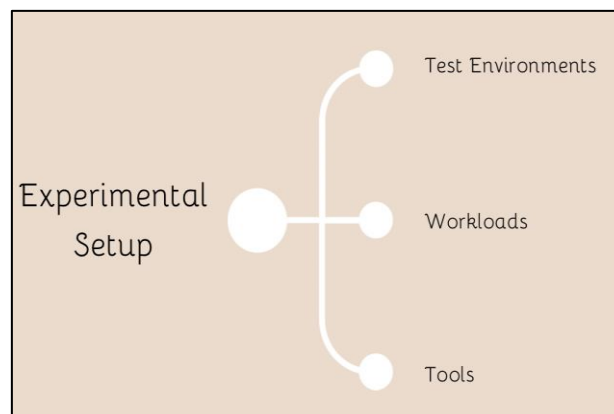 Experimental
Setup
Test Environments
Workloads
Tools